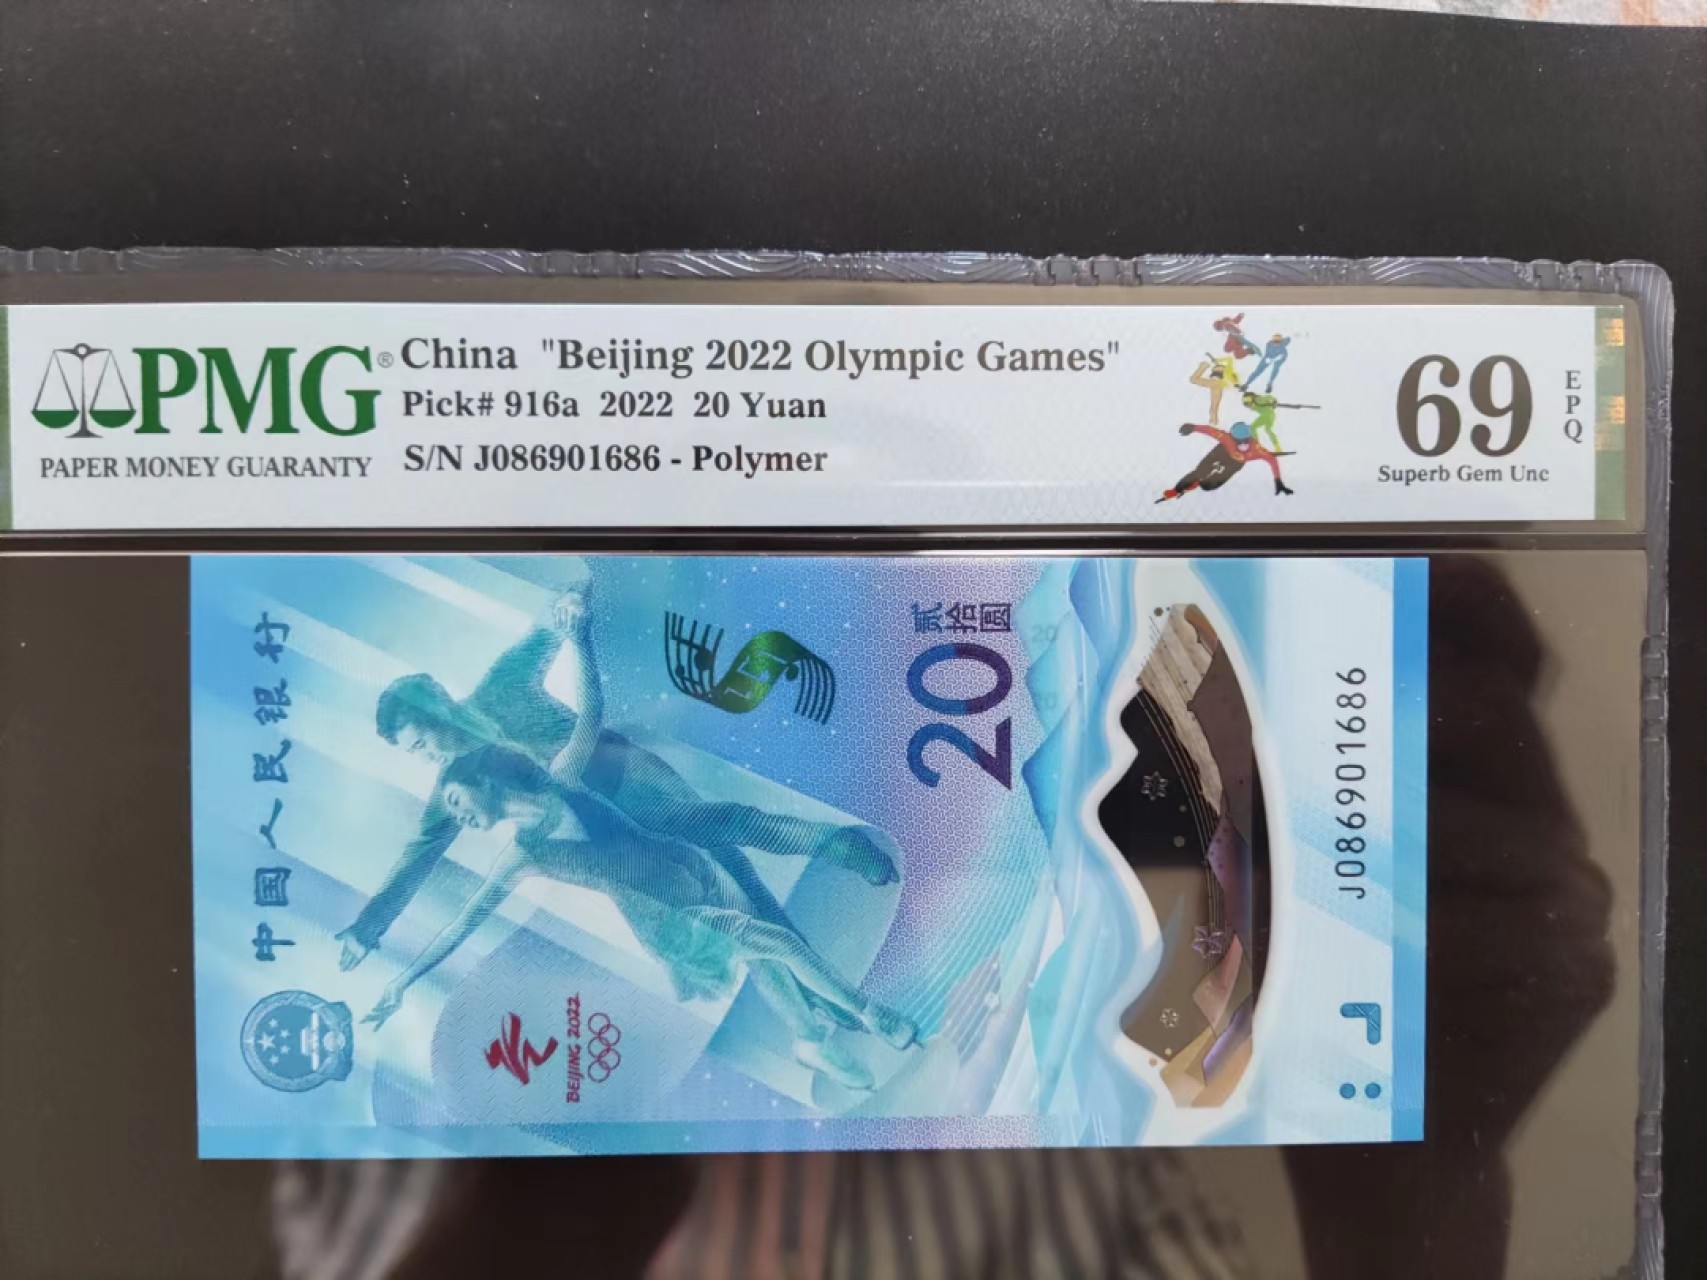 PMG®
PAPER MONEY GUARANTY
China "Beijing 2022 Olympic Games"
Pick# 916a 2022 20 Yuan
S/N J086901686 - Polymer
69
EPQ
Superb Gem Unc
中国人民银行
BEIJING 2022
贰拾圆
20
20
J086901686